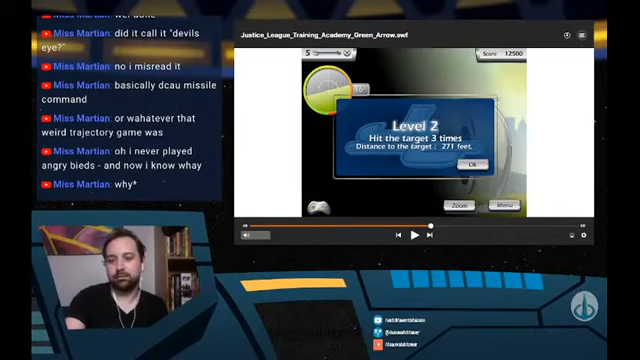 Miss Martian did it call it "devils
eye?"
Miss Martian no i misread it
Miss Martian basically dcau missile
command
Miss Martian or wahatever that
weird trajectory game was
Miss Martian oh i never played
angry bieds - and now i know whay
Miss Martian why*
Justice_League_Training_Academy_Green_Arrow.swf
5
Score 12500
Level 2
Hit the target 3 times
Distance to the target : 271 feet.
Ok
Zoom
Menu